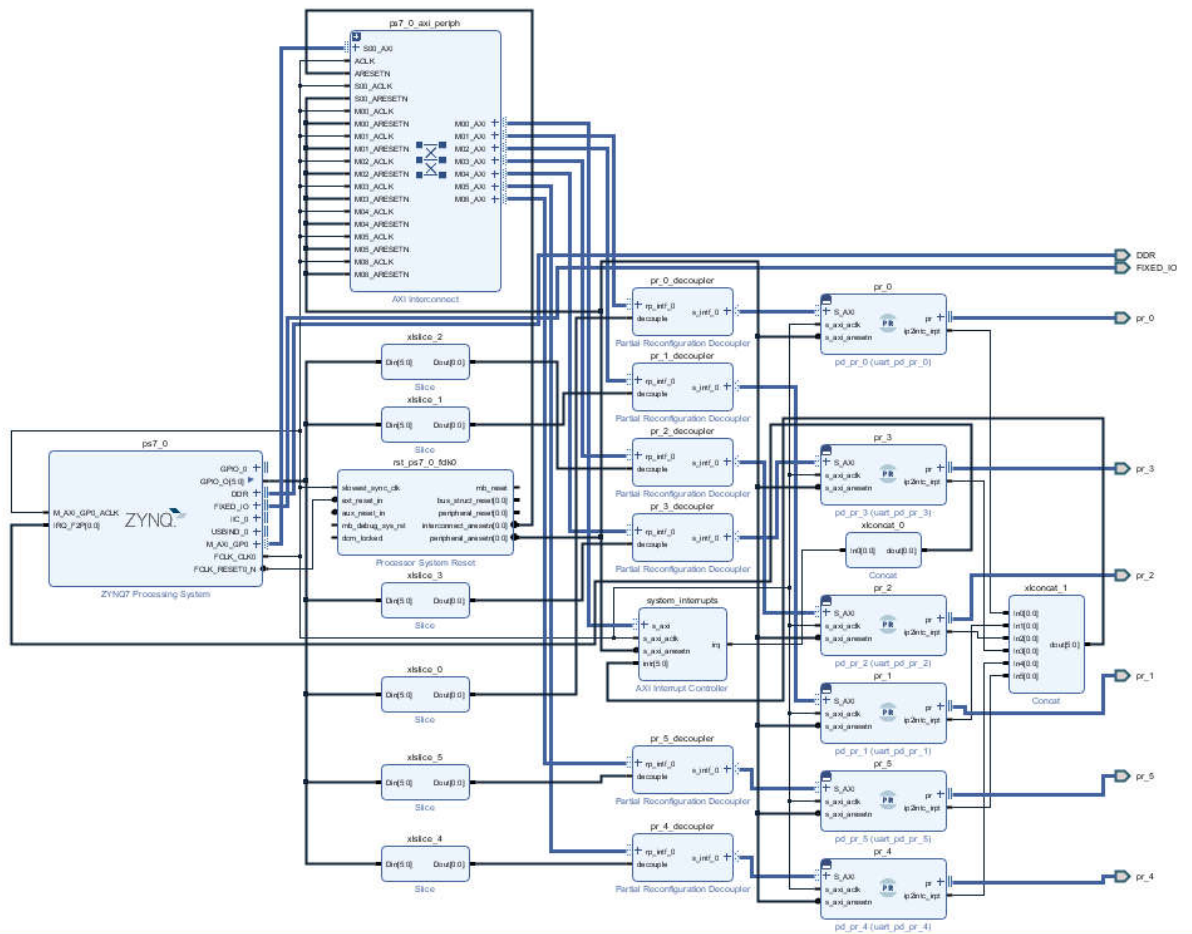 ps7_0_axi_periph
S00_AXI
ACLK
ARESETN
S00_ACLK
S00_ARESETN
M00_ACLK
M00_ARESETN
M01_ACLK
M01_ARESETN
M02_ACLK
M02_ARESETN
M03_ACLK
M03_ARESETN
M04_ACLK
M04_ARESETN
M05_ACLK
M05_ARESETN
M06_ACLK
M06_ARESETN
M00_AXI
M01_AXI
M02_AXI
M03_AXI
M04_AXI
M05_AXI
M06_AXI
AXI Interconnect
DDR
FIXED_IO
pr_0
pr_3
pr_2
pr_1
pr_5
pr_4
xlslice_2
Din[5:0] Dout[0:0]
Slice
xlslice_1
Din[5:0] Dout[0:0]
Slice
ps7_0
M_AXI_GP0_ACLK
IRQ_F2P[0:0]
ZYNQ.
GPIO_0
GPIO_O[5:0]
DDR
FIXED_IO
IIC_0
USBIND_0
M_AXI_GP0
FCLK_CLK0
FCLK_RESET0_N
ZYNQ7 Processing System
rst_ps7_0_fclk0
slowest_sync_clk
ext_reset_in
aux_reset_in
mb_debug_sys_rst
dcm_locked
mb_reset
bus_struct_reset[0:0]
peripheral_reset[0:0]
interconnect_aresetn[0:0]
peripheral_aresetn[0:0]
Processor System Reset
xlslice_3
Din[5:0] Dout[0:0]
Slice
xlslice_0
Din[5:0] Dout[0:0]
Slice
xlslice_5
Din[5:0] Dout[0:0]
Slice
xlslice_4
Din[5:0] Dout[0:0]
Slice
pr_0_decoupler
rp_intf_0 s_intf_0
decouple
Partial Reconfiguration Decoupler
pr_1_decoupler
rp_intf_0 s_intf_0
decouple
Partial Reconfiguration Decoupler
pr_2_decoupler
rp_intf_0 s_intf_0
decouple
Partial Reconfiguration Decoupler
pr_3_decoupler
rp_intf_0 s_intf_0
decouple
Partial Reconfiguration Decoupler
system_interrupts
s_axi
s_axi_aclk
s_axi_aresetn
intr[5:0]
irq
AXI Interrupt Controller
pr_5_decoupler
rp_intf_0 s_intf_0
decouple
Partial Reconfiguration Decoupler
pr_4_decoupler
rp_intf_0 s_intf_0
decouple
Partial Reconfiguration Decoupler
pr_0
S_AXI
s_axi_aclk
s_axi_aresetn
PR
pr
ip2intc_irpt
pd_pr_0 (uart_pd_pr_0)
pr_3
S_AXI
s_axi_aclk
s_axi_aresetn
PR
pr
ip2intc_irpt
pd_pr_3 (uart_pd_pr_3)
xlconcat_0
In0[0:0] dout[0:0]
Concat
pr_2
S_AXI
s_axi_aclk
s_axi_aresetn
PR
pr
ip2intc_irpt
pd_pr_2 (uart_pd_pr_2)
xlconcat_1
In0[0:0]
In1[0:0]
In2[0:0]
In3[0:0]
In4[0:0]
In5[0:0]
dout[5:0]
Concat
pr_1
S_AXI
s_axi_aclk
s_axi_aresetn
PR
pr
ip2intc_irpt
pd_pr_1 (uart_pd_pr_1)
pr_5
S_AXI
s_axi_aclk
s_axi_aresetn
PR
pr
ip2intc_irpt
pd_pr_5 (uart_pd_pr_5)
pr_4
S_AXI
s_axi_aclk
s_axi_aresetn
PR
pr
ip2intc_irpt
pd_pr_4 (uart_pd_pr_4)